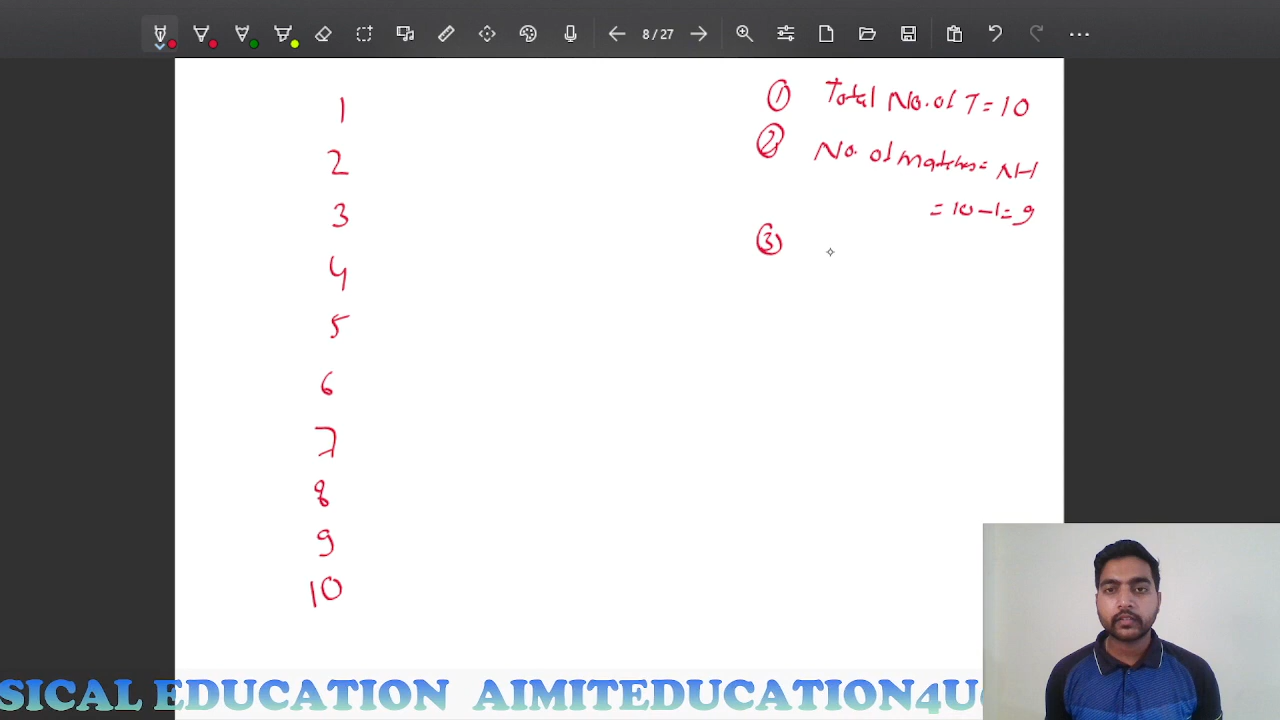 8 / 27
1
2
3
4
5
6
7
8
9
10
① Total No. of T = 10
② No. of matches = N-1
= 10 - 1 = 9
③
SICAL EDUCATION AIMITEDUCATION4U